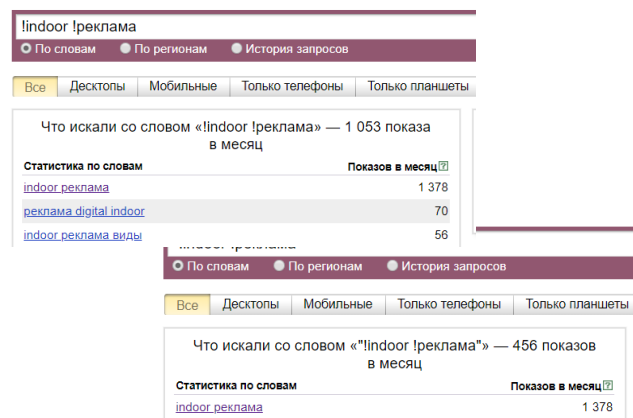 !indoor !реклама
По словам По регионам История запросов
Все Десктопы Мобильные Только телефоны Только планшеты
Что искали со словом «!indoor !реклама» — 1 053 показа
в месяц
Статистика по словам Показов в месяц ?
indoor реклама 1 378
реклама digital indoor 70
indoor реклама виды 56
По словам По регионам История запросов
Все Десктопы Мобильные Только телефоны Только планшеты
Что искали со словом «"!indoor !реклама"» — 456 показов
в месяц
Статистика по словам Показов в месяц ?
indoor реклама 1 378